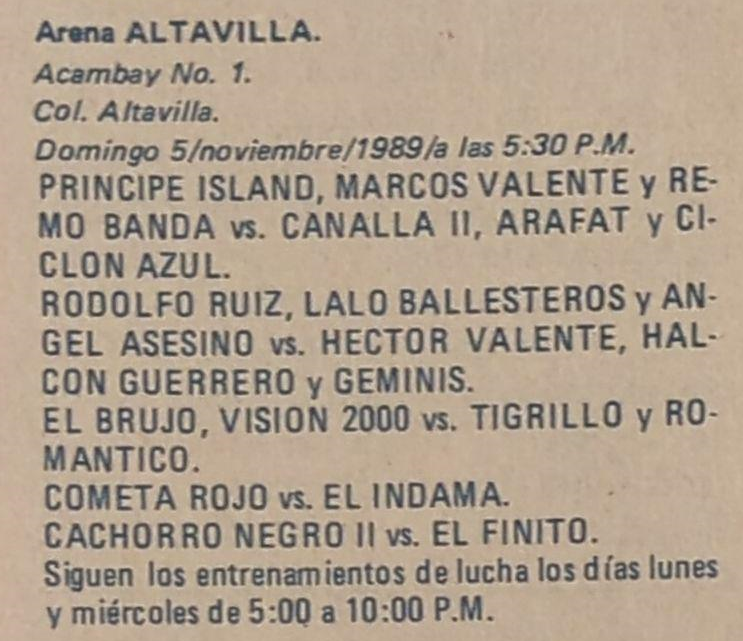 Arena ALTAVILLA.
Acambay No. 1.
Col. Altavilla.
Domingo 5/noviembre/1989/a las 5:30 P.M.
PRINCIPE ISLAND, MARCOS VALENTE y RE-
MO BANDA vs. CANALLA II, ARAFAT y CI-
CLON AZUL.
RODOLFO RUIZ, LALO BALLESTEROS y AN-
GEL ASESINO vs. HECTOR VALENTE, HAL-
CON GUERRERO y GEMINIS.
EL BRUJO, VISION 2000 vs. TIGRILLO y RO-
MANTICO.
COMETA ROJO vs. EL INDAMA.
CACHORRO NEGRO II vs. EL FINITO.
Siguen los entrenamientos de lucha los días lunes
y miércoles de 5:00 a 10:00 P.M.